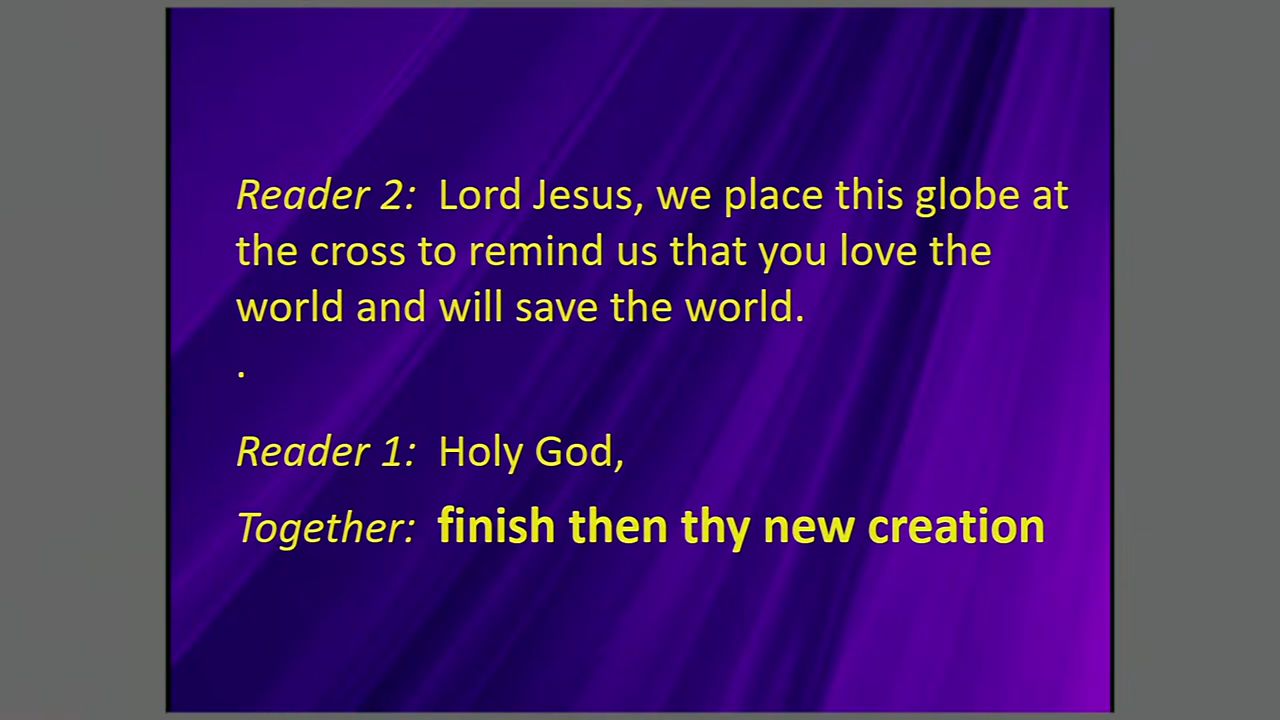 Reader 2:  Lord Jesus, we place this globe at
the cross to remind us that you love the
world and will save the world.
.
Reader 1:  Holy God,
Together:  finish then thy new creation